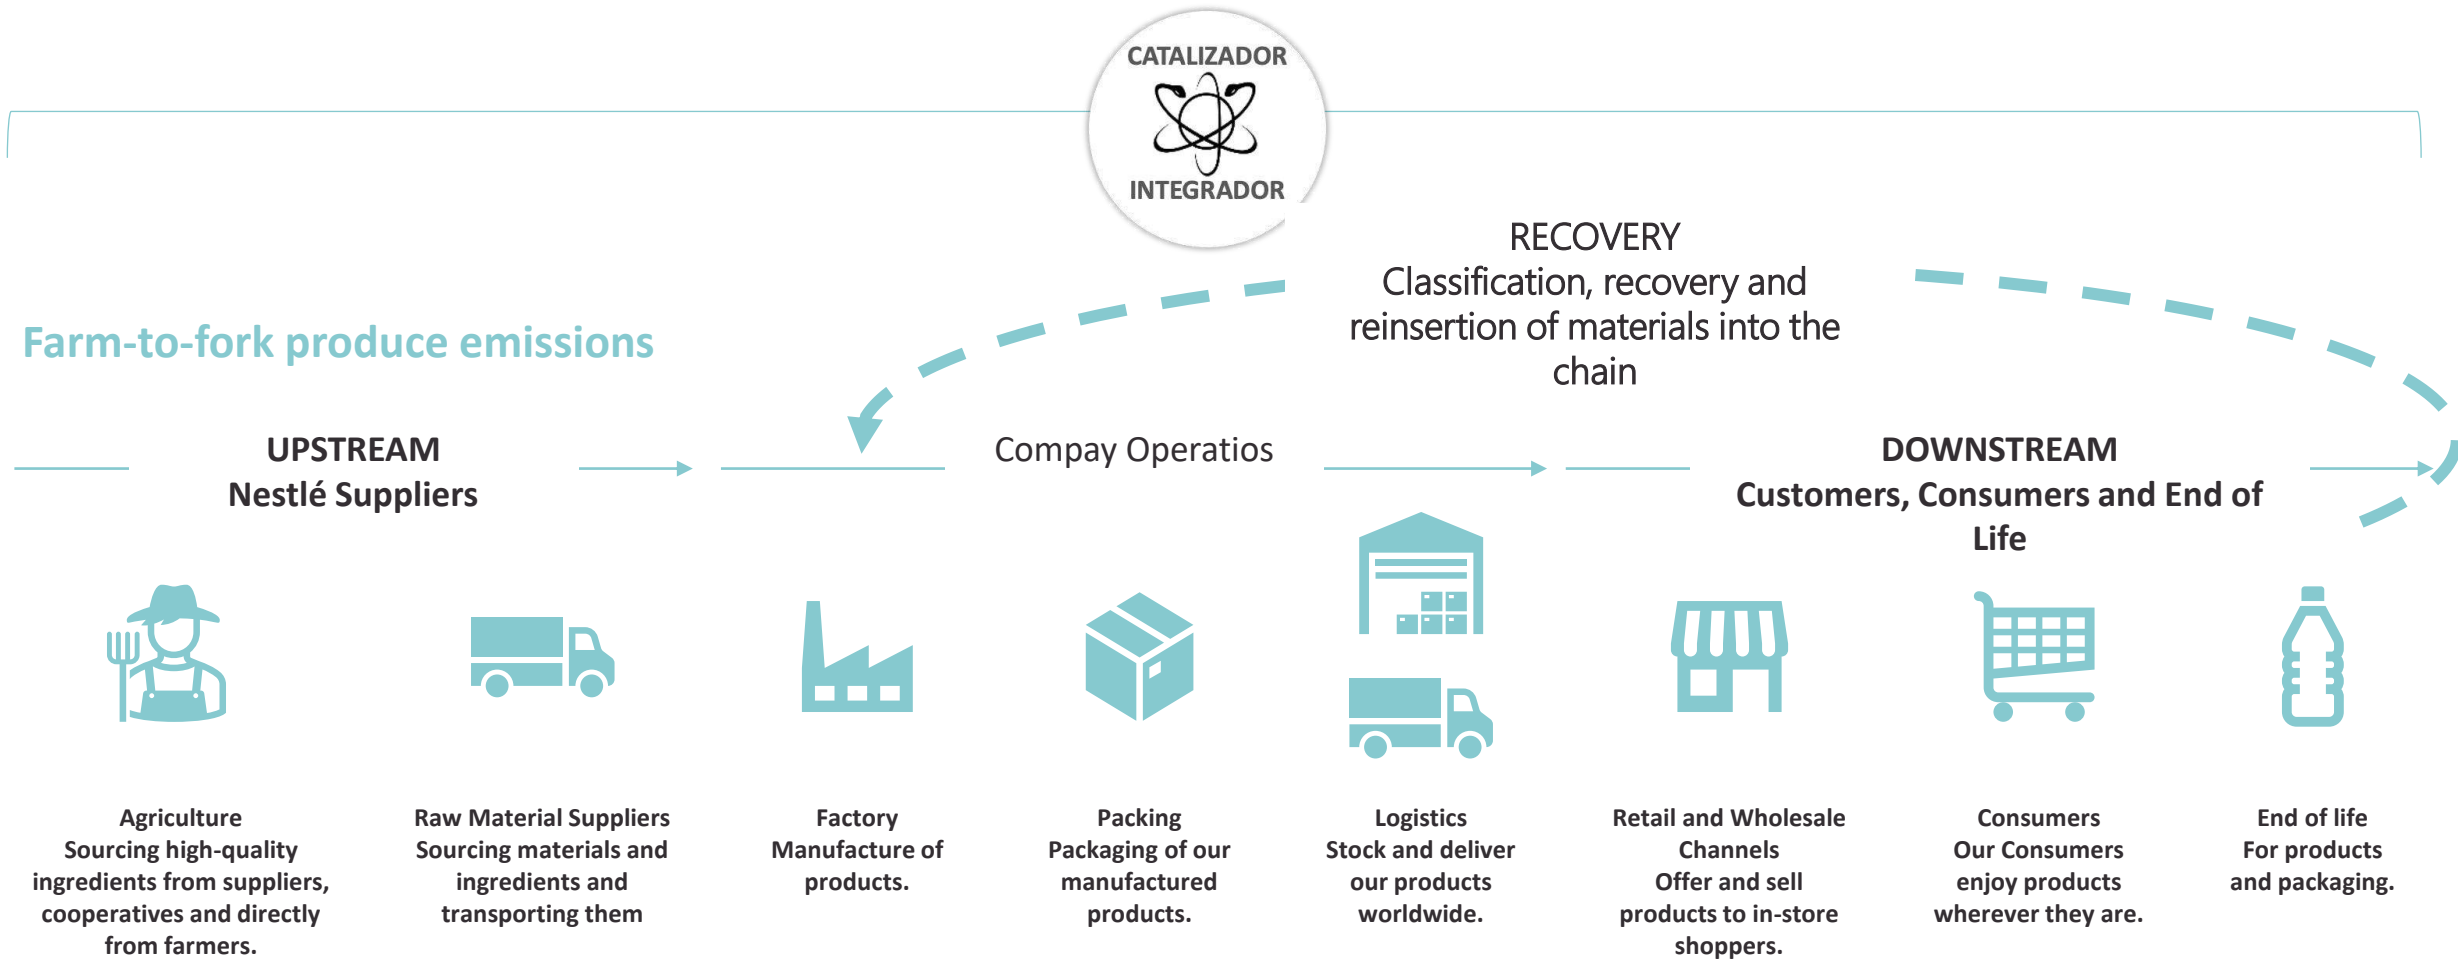 CATALIZADOR
INTEGRADOR
RECOVERY
Classification, recovery and
reinsertion of materials into the
chain
Farm-to-fork produce emissions
UPSTREAM
Nestlé Suppliers
Compay Operatios
DOWNSTREAM
Customers, Consumers and End of
Life
Agriculture
Sourcing high-quality
ingredients from suppliers,
cooperatives and directly
from farmers.
Raw Material Suppliers
Sourcing materials and
ingredients and
transporting them
Factory
Manufacture of
products.
Packing
Packaging of our
manufactured
products.
Logistics
Stock and deliver
our products
worldwide.
Retail and Wholesale
Channels
Offer and sell
products to in-store
shoppers.
Consumers
Our Consumers
enjoy products
wherever they are.
End of life
For products
and packaging.